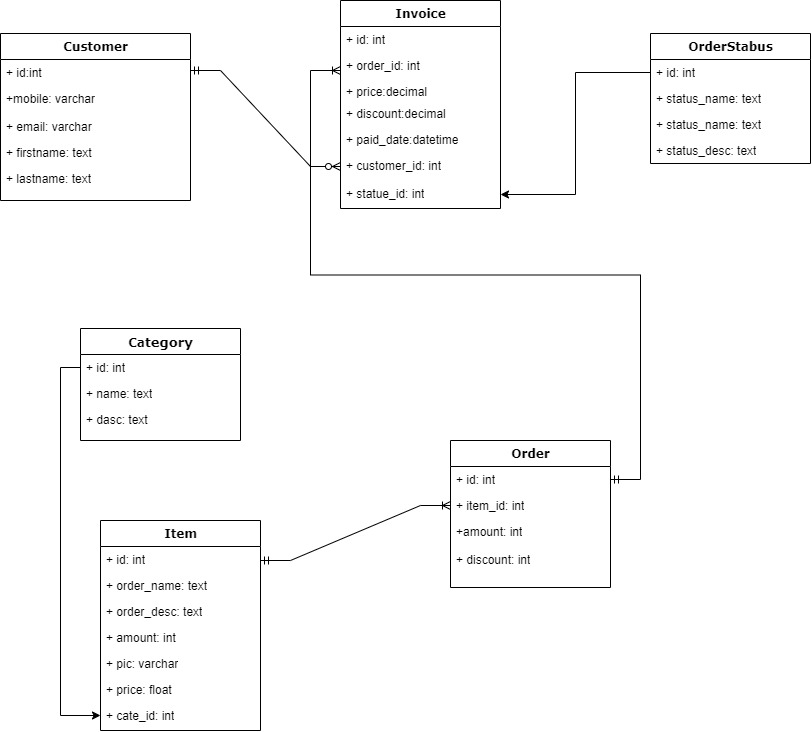 Customer
+ id:int
+mobile: varchar
+ email: varchar
+ firstname: text
+ lastname: text
Invoice
+ id: int
+ order_id: int
+ price:decimal
+ discount:decimal
+ paid_date:datetime
+ customer_id: int
+ statue_id: int
OrderStabus
+ id: int
+ status_name: text
+ status_name: text
+ status_desc: text
Category
+ id: int
+ name: text
+ dasc: text
Order
+ id: int
+ item_id: int
+amount: int
+ discount: int
Item
+ id: int
+ order_name: text
+ order_desc: text
+ amount: int
+ pic: varchar
+ price: float
+ cate_id: int